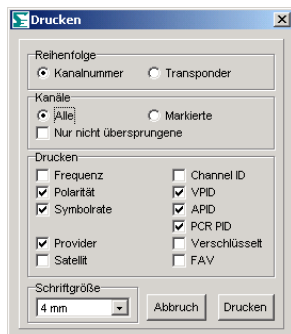 Drucken
Reihenfolge
Kanalnummer Transponder
Kanäle
Alle Markierte
Nur nicht übersprungene
Drucken
Frequenz Channel ID
Polarität VPID
Symbolrate APID
PCR PID
Provider Verschlüsselt
Satellit FAV
Schriftgröße
4 mm Abbruch Drucken